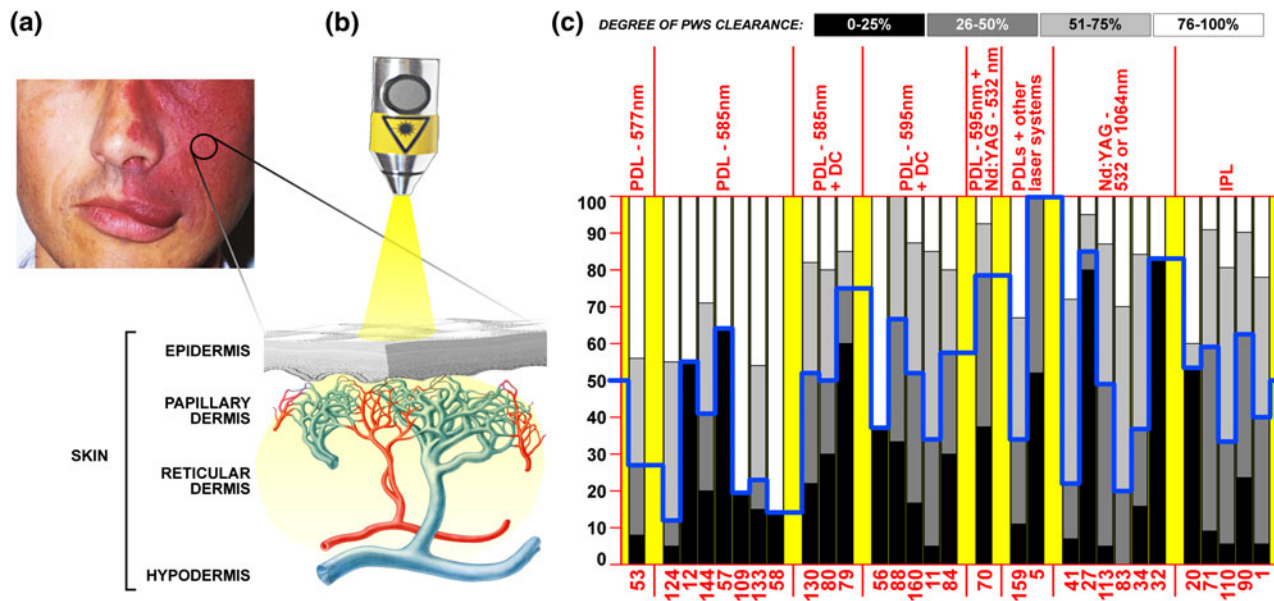 (a)
(b)
(c)
DEGREE OF PWS CLEARANCE:
0-25%
26-50%
51-75%
76-100%
PDL - 577nm
PDL - 585nm
PDL - 585nm
+ DC
PDL - 595nm
+ DC
PDL - 595nm +
Nd:YAG - 532 nm
PDLs + other
laser systems
Nd:YAG -
532 or 1064nm
IPL
100
90
80
70
60
50
40
30
20
10
0
53
124
12
144
57
109
133
58
130
80
79
56
88
160
11
84
70
159
5
41
27
113
83
34
32
20
71
110
90
1
SKIN
EPIDERMIS
PAPILLARY
DERMIS
RETICULAR
DERMIS
HYPODERMIS